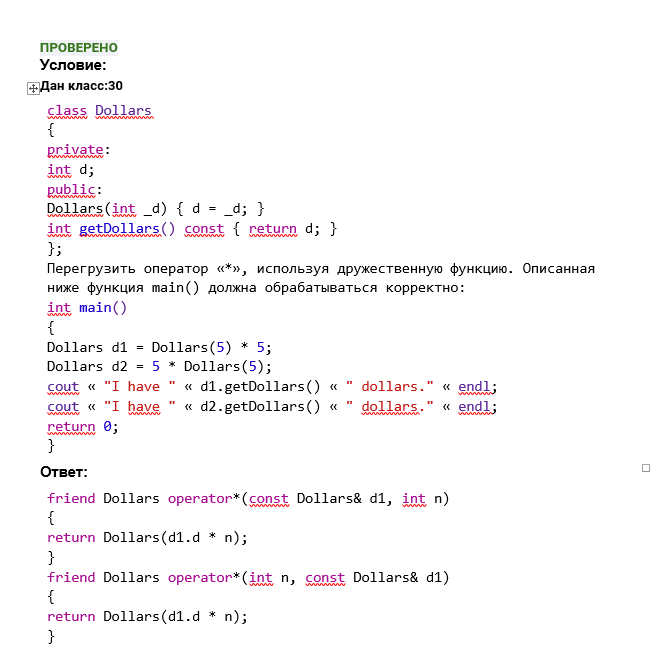 ПРОВЕРЕНО
Условие:
Дан класс:30
class Dollars
{
private:
int d;
public:
Dollars(int _d) { d = _d; }
int getDollars() const { return d; }
};
Перегрузить оператор «*», используя дружественную функцию. Описанная
ниже функция main() должна обрабатываться корректно:
int main()
{
Dollars d1 = Dollars(5) * 5;
Dollars d2 = 5 * Dollars(5);
cout « "I have " « d1.getDollars() « " dollars." « endl;
cout « "I have " « d2.getDollars() « " dollars." « endl;
return 0;
}
Ответ:
friend Dollars operator*(const Dollars& d1, int n)
{
return Dollars(d1.d * n);
}
friend Dollars operator*(int n, const Dollars& d1)
{
return Dollars(d1.d * n);
}